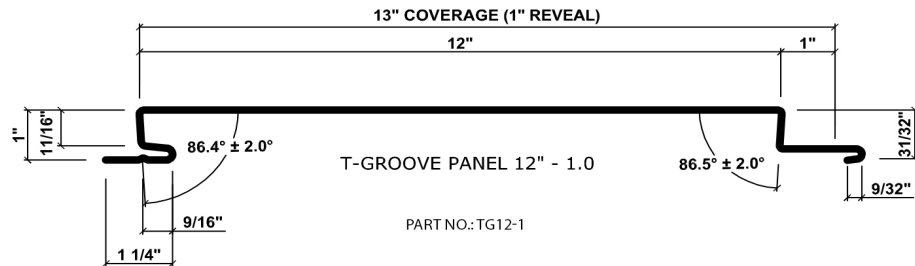 13" COVERAGE (1" REVEAL)
12"
1"
1"
11/16"
86.4° ± 2.0°
T-GROOVE PANEL 12" - 1.0
86.5° ± 2.0°
31/32"
9/16"
PART NO.: TG12-1
9/32"
1 1/4"